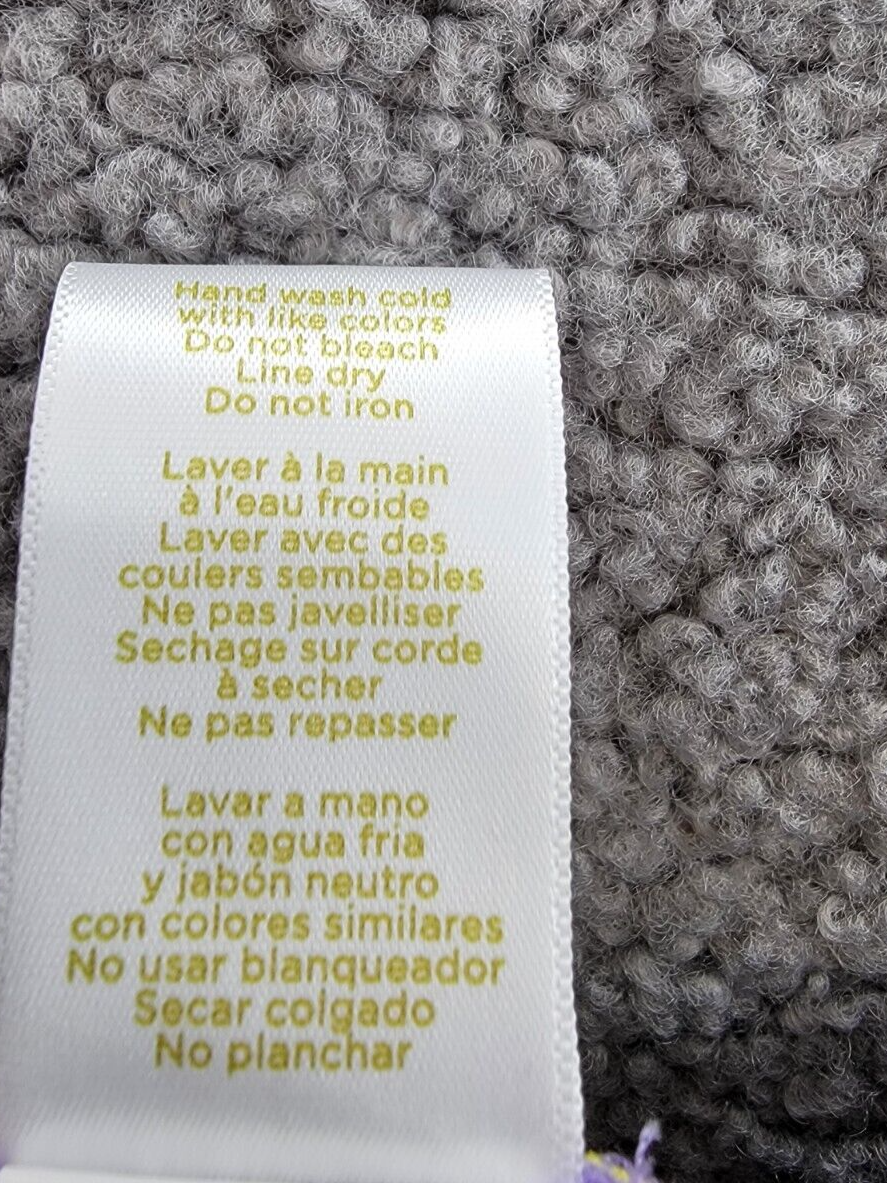 Hand wash cold
with like colors
Do not bleach
Line dry
Do not iron
Laver à la main
à l'eau froide
Laver avec des
coulers sembables
Ne pas javelliser
Sechage sur corde
à secher
Ne pas repasser
Lavar a mano
con agua fria
y jabón neutro
con colores similares
No usar blanqueador
Secar colgado
No planchar